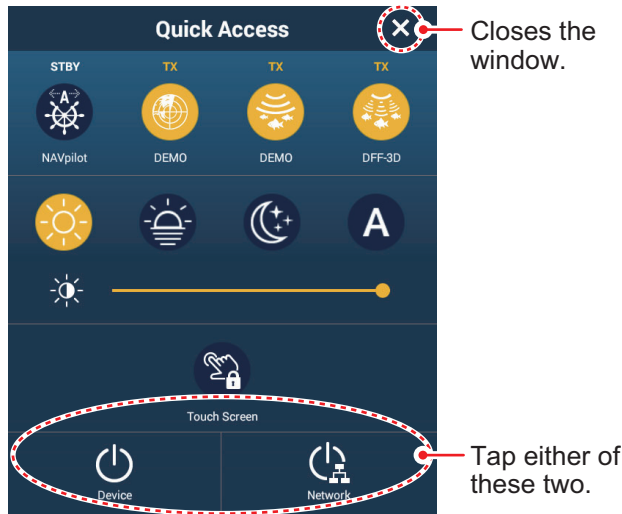 Quick Access
Closes the
window.
STBY TX TX TX
A
NAVpilot DEMO DEMO DFF-3D
A
Touch Screen
Tap either of
these two.
Device Network